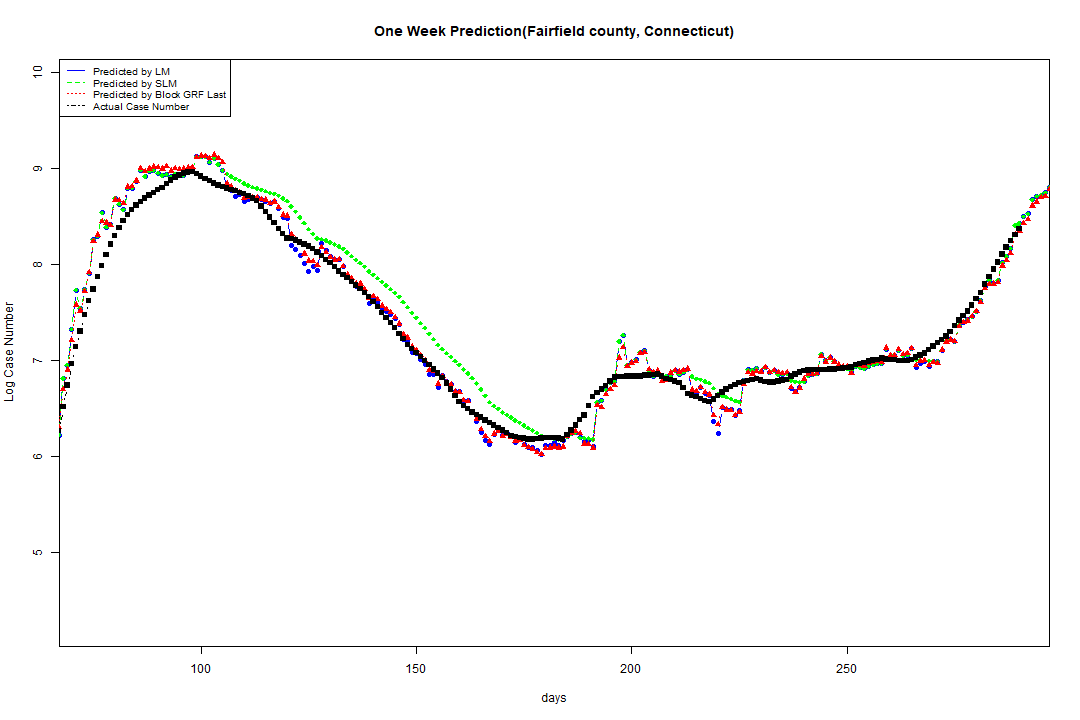 One Week Prediction(Fairfield county, Connecticut)
Predicted by LM
Predicted by SLM
Predicted by Block GRF Last
Actual Case Number
10
9
8
7
6
5
Log Case Number
100 150 200 250
days